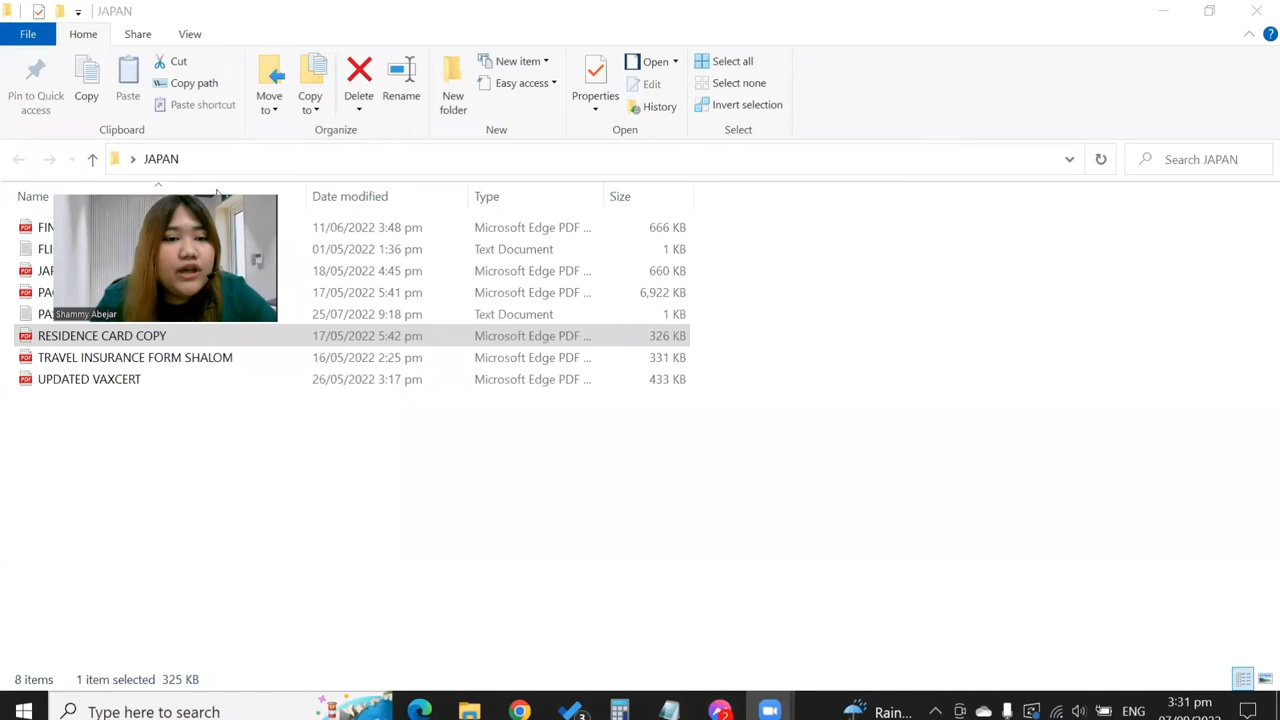 JAPAN
File Home Share View
Pin to Quick access
Copy
Paste
Cut
Copy path
Paste shortcut
Move to
Copy to
Delete
Rename
New folder
New item
Easy access
Properties
Open
Edit
History
Select all
Select none
Invert selection
Clipboard Organize New Open Select
JAPAN
Search JAPAN
Name Date modified Type Size
FIN 11/06/2022 3:48 pm Microsoft Edge PDF ... 666 KB
FLI 01/05/2022 1:36 pm Text Document 1 KB
JAP 18/05/2022 4:45 pm Microsoft Edge PDF ... 660 KB
PA 17/05/2022 5:41 pm Microsoft Edge PDF ... 6,922 KB
PA 25/07/2022 9:18 pm Text Document 1 KB
Shammy Abejar
RESIDENCE CARD COPY 17/05/2022 5:42 pm Microsoft Edge PDF ... 326 KB
TRAVEL INSURANCE FORM SHALOM 16/05/2022 2:25 pm Microsoft Edge PDF ... 331 KB
UPDATED VAXCERT 26/05/2022 3:17 pm Microsoft Edge PDF ... 433 KB
8 items 1 item selected 325 KB
Type here to search
3
2
Rain...
ENG
3:31 pm